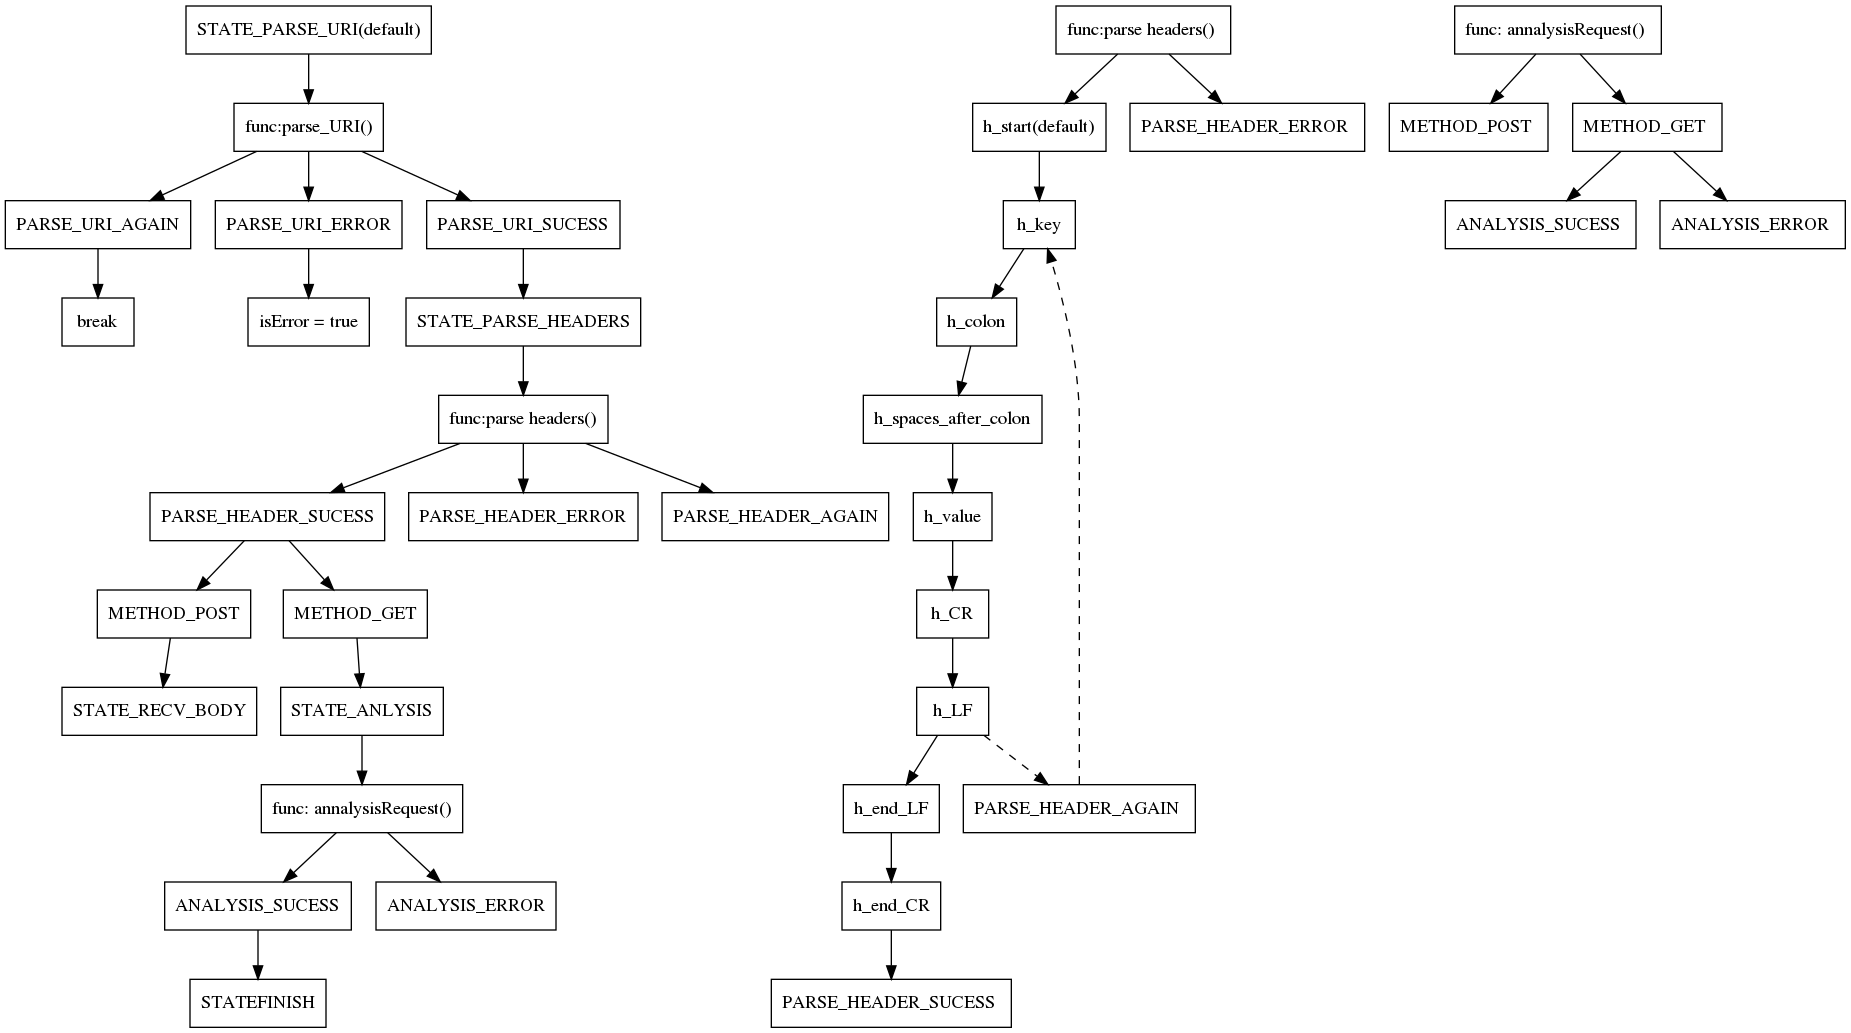 STATE_PARSE_URI(default)
func:parse_URI()
PARSE_URI_AGAIN
PARSE_URI_ERROR
PARSE_URI_SUCESS
break
isError = true
STATE_PARSE_HEADERS
func:parse headers()
PARSE_HEADER_SUCESS
PARSE_HEADER_ERROR
PARSE_HEADER_AGAIN
METHOD_POST
METHOD_GET
STATE_RECV_BODY
STATE_ANLYSIS
func: annalysisRequest()
ANALYSIS_SUCESS
ANALYSIS_ERROR
STATEFINISH
func:parse headers()
h_start(default)
PARSE_HEADER_ERROR
h_key
h_colon
h_spaces_after_colon
h_value
h_CR
h_LF
h_end_LF
PARSE_HEADER_AGAIN
h_end_CR
PARSE_HEADER_SUCESS
func: annalysisRequest()
METHOD_POST
METHOD_GET
ANALYSIS_SUCESS
ANALYSIS_ERROR